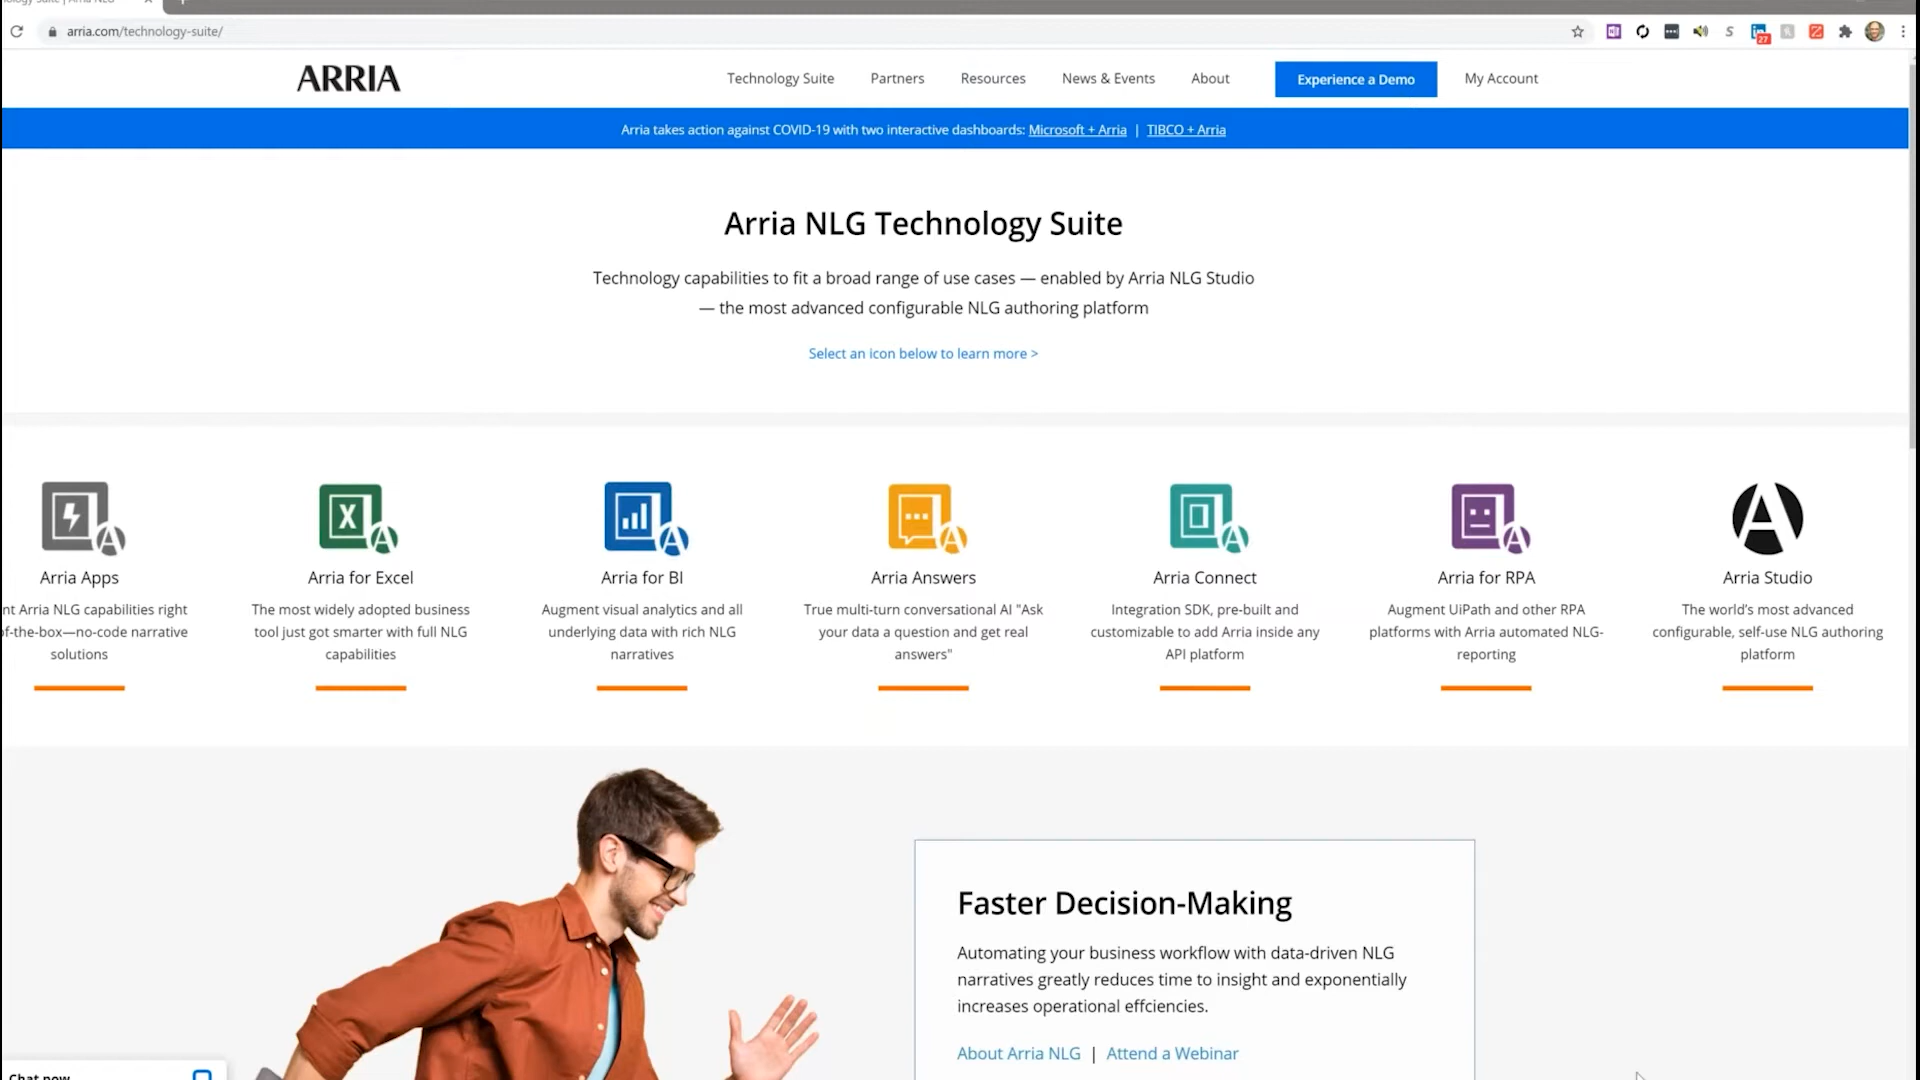 arria.com/technology-suite/
27
ARRIA
Technology Suite
Partners
Resources
News & Events
About
Experience a Demo
My Account
Arria takes action against COVID-19 with two interactive dashboards: Microsoft + Arria | TIBCO + Arria
Arria NLG Technology Suite
Technology capabilities to fit a broad range of use cases — enabled by Arria NLG Studio
— the most advanced configurable NLG authoring platform
Select an icon below to learn more >
Arria Apps
nt Arria NLG capabilities right
of-the-box—no-code narrative
solutions
Arria for Excel
The most widely adopted business
tool just got smarter with full NLG
capabilities
Arria for BI
Augment visual analytics and all
underlying data with rich NLG
narratives
Arria Answers
True multi-turn conversational AI "Ask
your data a question and get real
answers"
Arria Connect
Integration SDK, pre-built and
customizable to add Arria inside any
API platform
Arria for RPA
Augment UiPath and other RPA
platforms with Arria automated NLG-
reporting
Arria Studio
The world's most advanced
configurable, self-use NLG authoring
platform
Faster Decision-Making
Automating your business workflow with data-driven NLG
narratives greatly reduces time to insight and exponentially
increases operational effciencies.
About Arria NLG | Attend a Webinar
Chat now